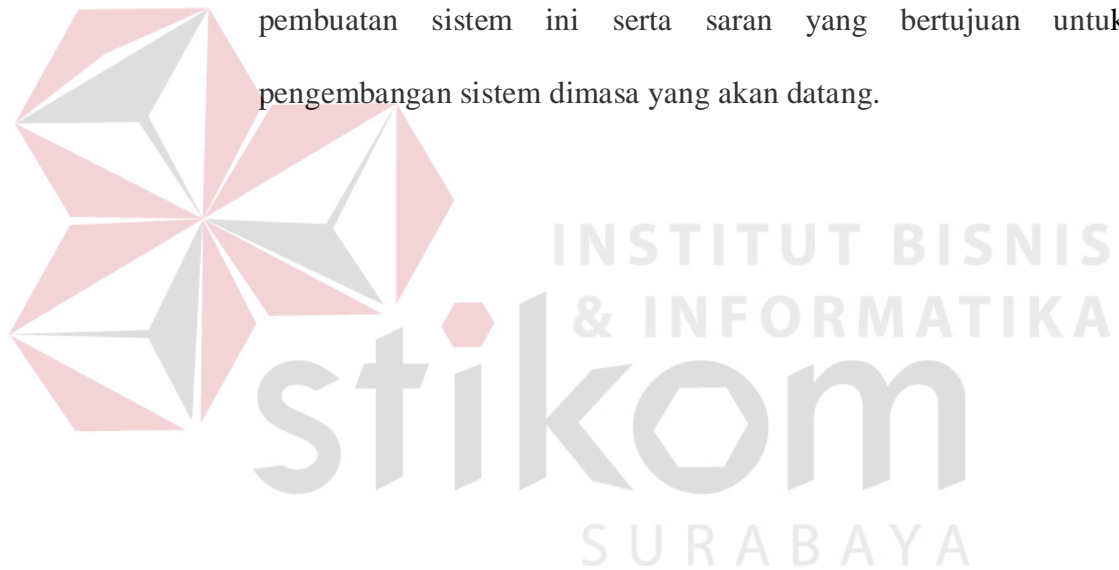 pembuatan sistem ini serta saran yang bertujuan untuk
pengembangan sistem dimasa yang akan datang.
INSTITUT BISNIS
& INFORMATIKA
stikom
SURABAYA